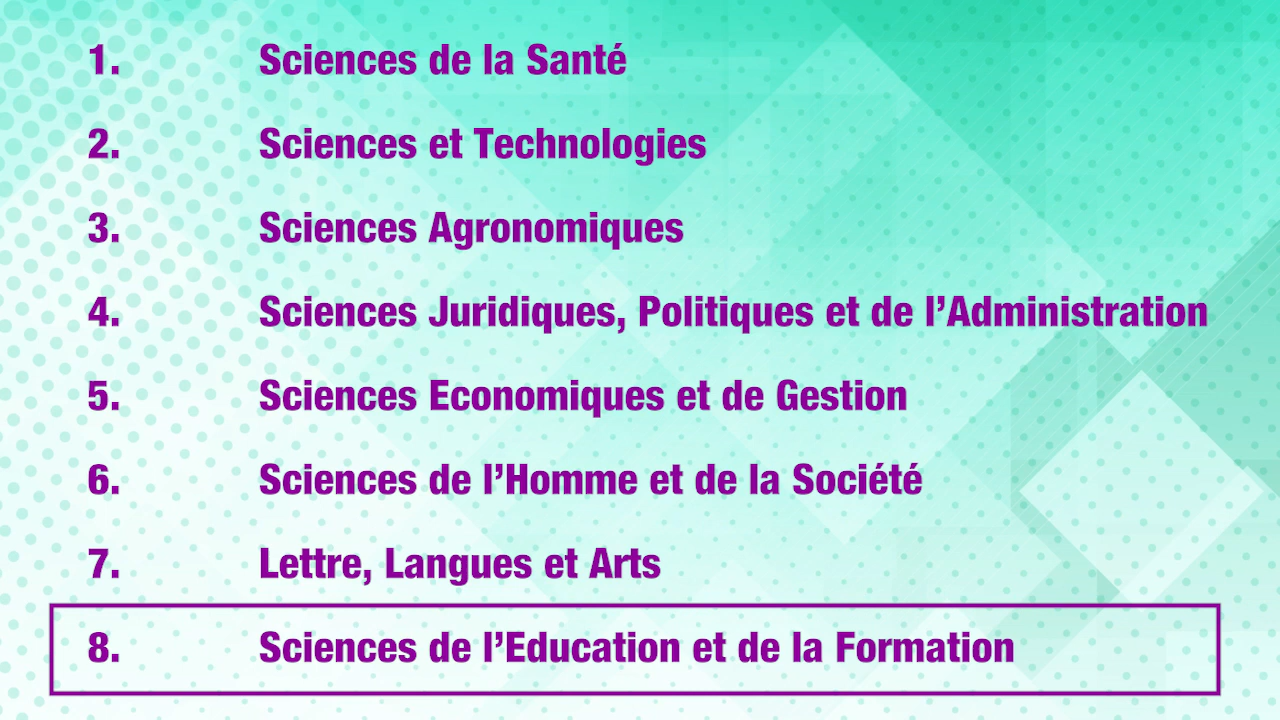 1. Sciences de la Santé
2. Sciences et Technologies
3. Sciences Agronomiques
4. Sciences Juridiques, Politiques et de l’Administration
5. Sciences Economiques et de Gestion
6. Sciences de l’Homme et de la Société
7. Lettre, Langues et Arts
8. Sciences de l’Education et de la Formation